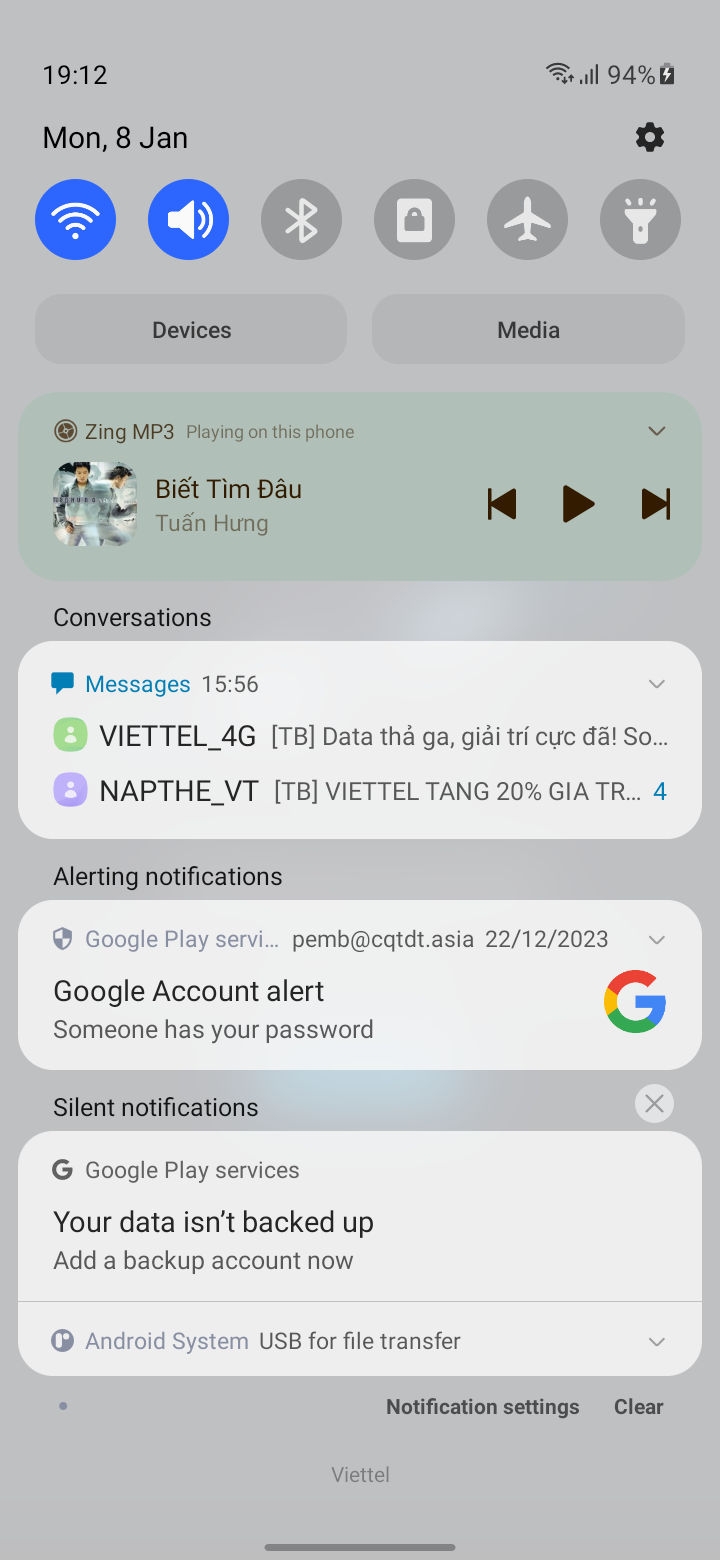 19:12 94%
Mon, 8 Jan
Devices Media
Zing MP3 Playing on this phone
Biết Tìm Đâu
Tuấn Hưng
Conversations
Messages 15:56
VIETTEL_4G [TB] Data thả ga, giải trí cực đã! So...
NAPTHE_VT [TB] VIETTEL TANG 20% GIA TR... 4
Alerting notifications
Google Play servi... pemb@cqtdt.asia 22/12/2023
Google Account alert
Someone has your password
Silent notifications
Google Play services
Your data isn’t backed up
Add a backup account now
Android System USB for file transfer
Notification settings Clear
Viettel